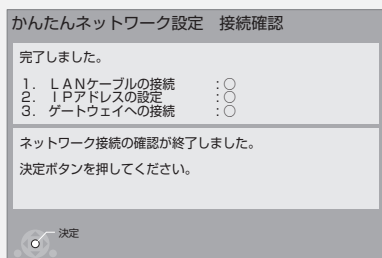 かんたんネットワーク設定　接続確認
完了しました。
1.　LANケーブルの接続　：○
2.　IPアドレスの設定　：○
3.　ゲートウェイへの接続　：○
ネットワーク接続の確認が終了しました。
決定ボタンを押してください。
決定